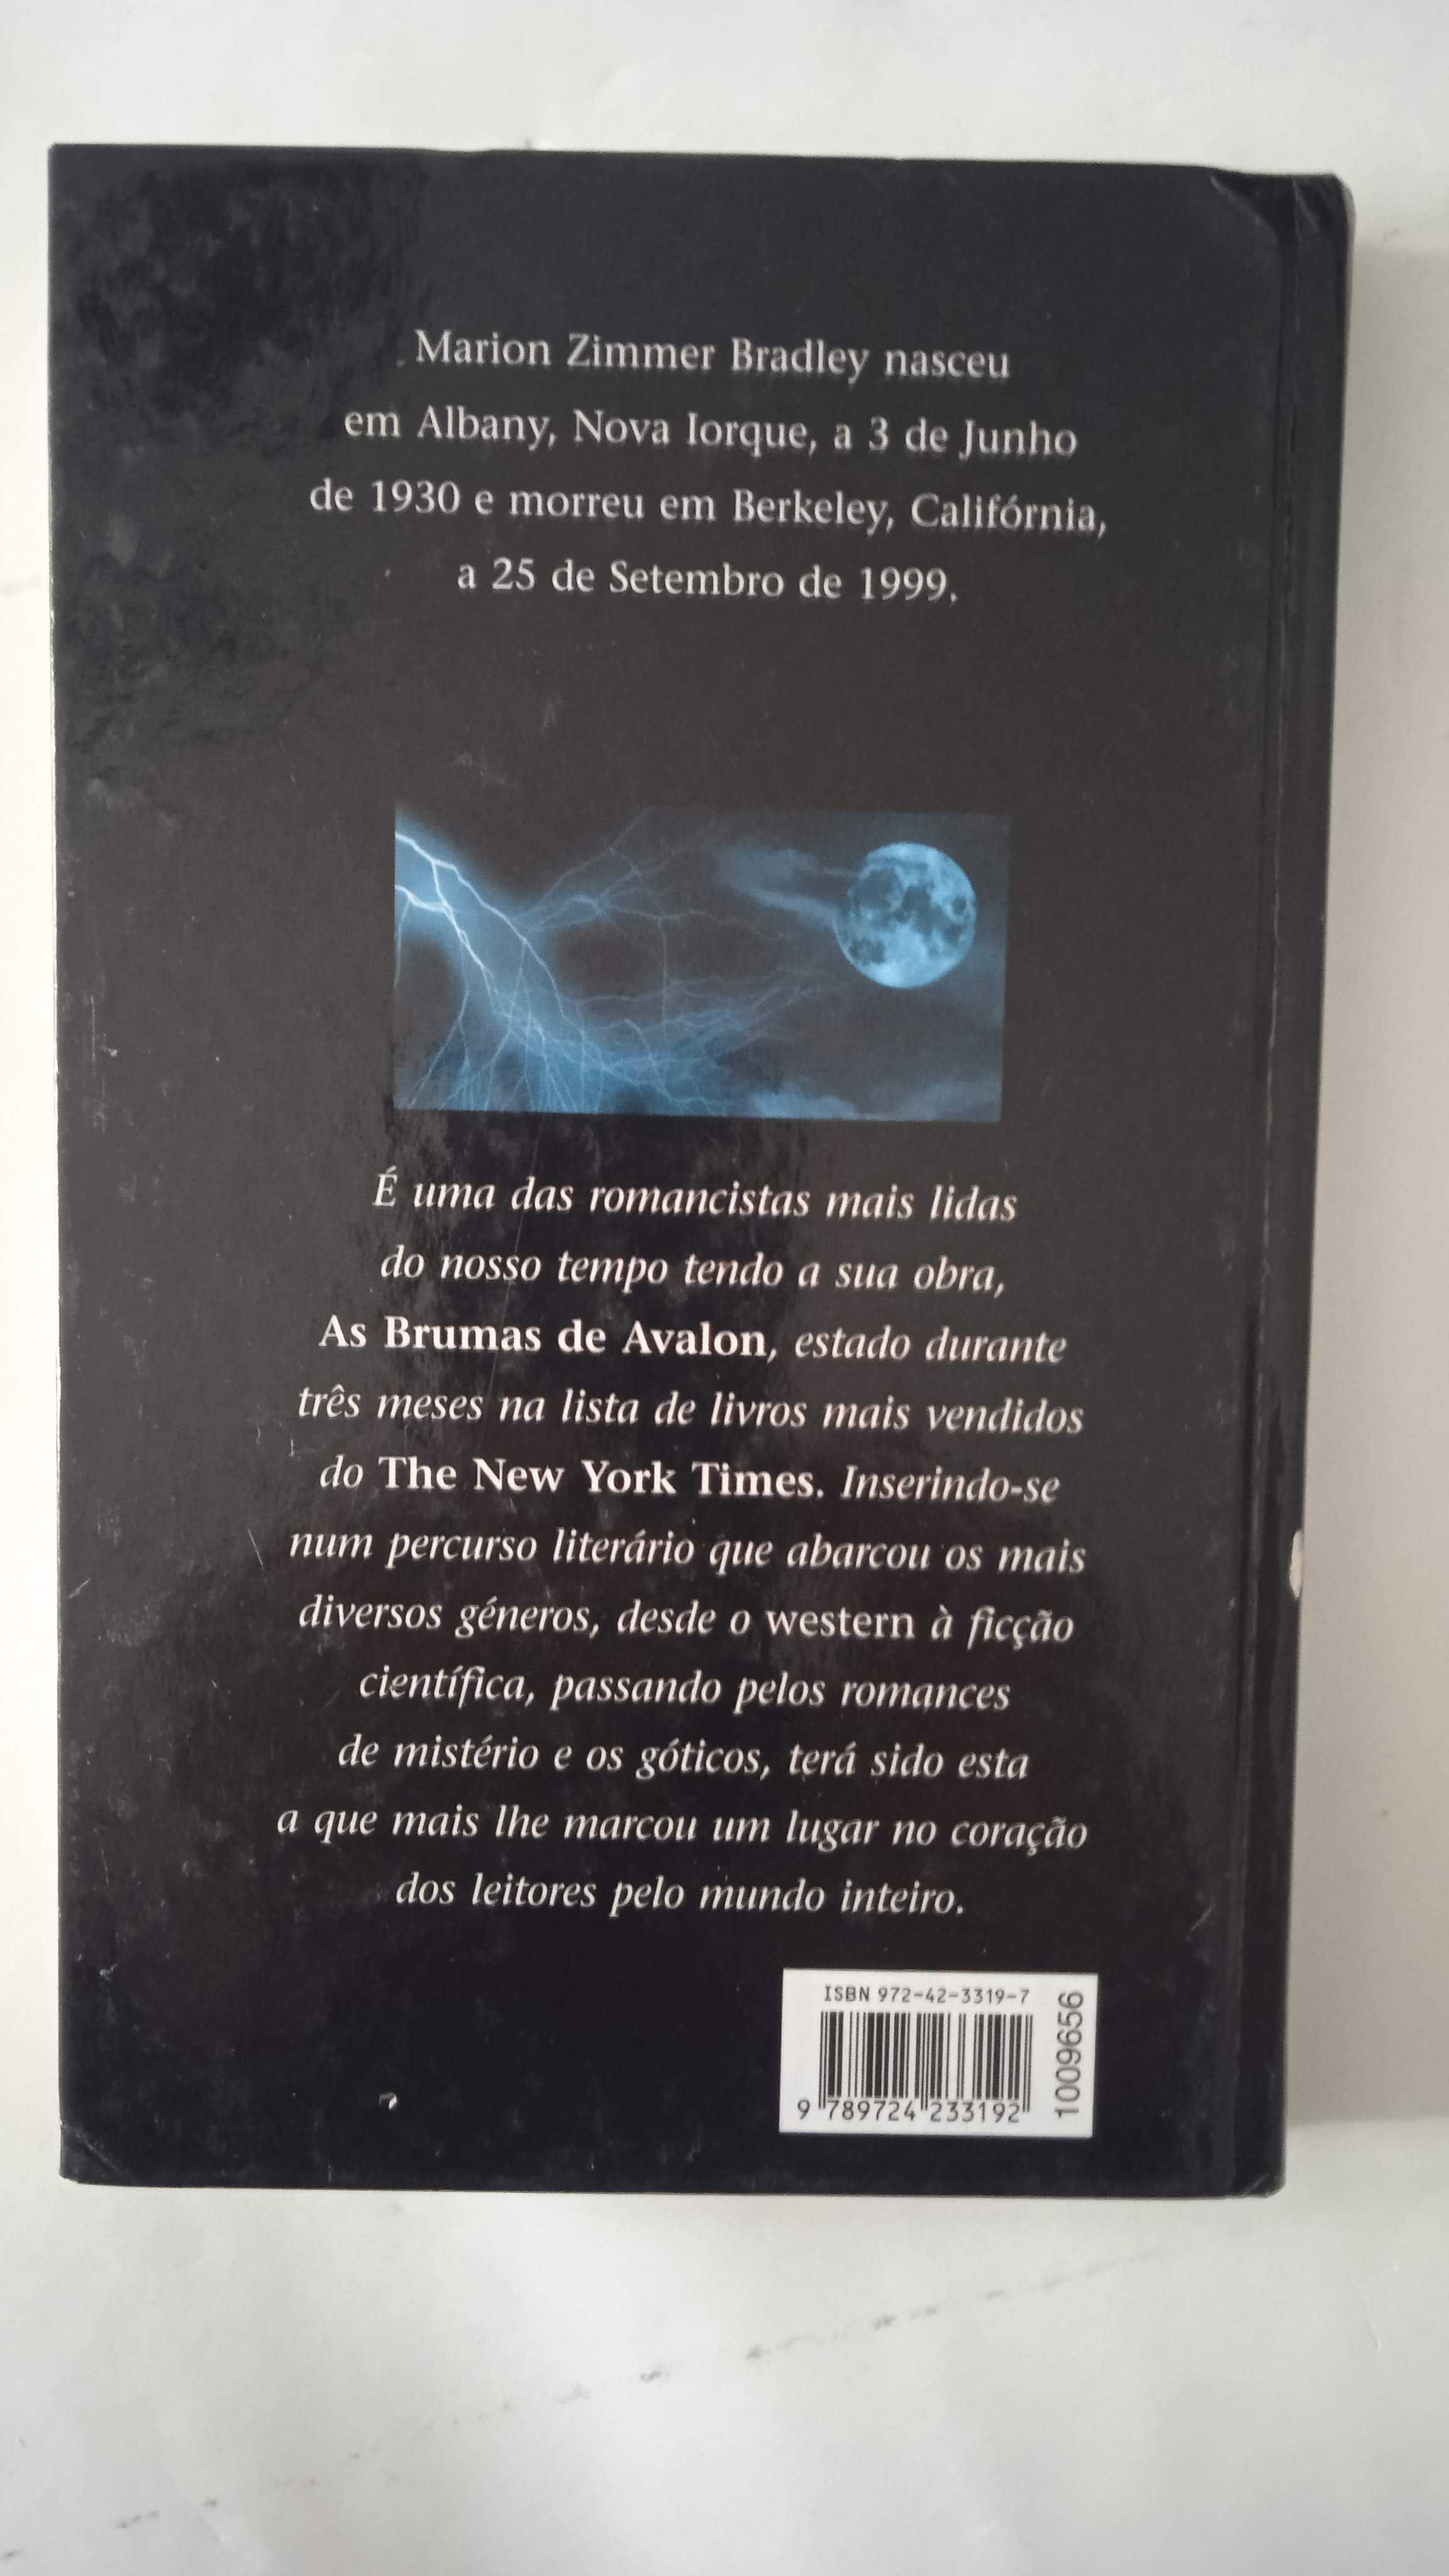 Marion Zimmer Bradley nasceu
em Albany, Nova Iorque, a 3 de Junho
de 1930 e morreu em Berkeley, Califórnia,
a 25 de Setembro de 1999.
É uma das romancistas mais lidas
do nosso tempo tendo a sua obra,
As Brumas de Avalon, estado durante
três meses na lista de livros mais vendidos
do The New York Times. Inserindo-se
num percurso literário que abarcou os mais
diversos géneros, desde o western à ficção
científica, passando pelos romances
de mistério e os góticos, terá sido esta
a que mais lhe marcou um lugar no coração
dos leitores pelo mundo inteiro.
ISBN 972-42-3319-7
9 789724 233192
1009656